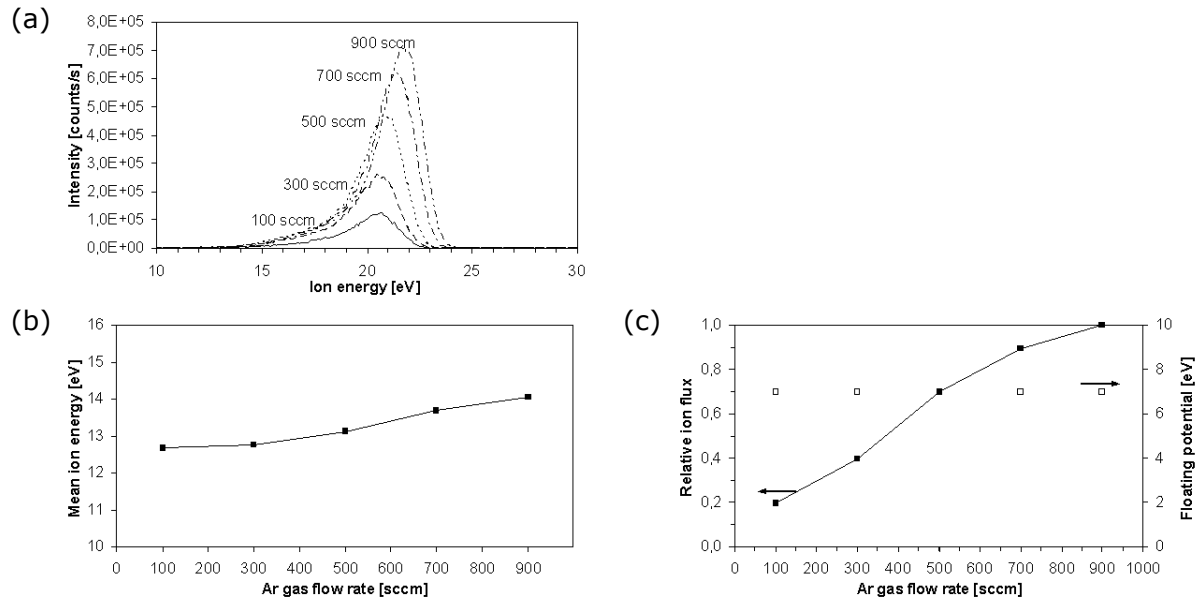 (a)
8,0E+05
7,0E+05
6,0E+05
5,0E+05
4,0E+05
3,0E+05
2,0E+05
1,0E+05
0,0E+00
Intensity [counts/s]
900 sccm
700 sccm
500 sccm
300 sccm
100 sccm
10 15 20 25 30
Ion energy [eV]
(b)
16
15
14
13
12
11
10
Mean ion energy [eV]
0 100 200 300 400 500 600 700 800 900
Ar gas flow rate [sccm]
(c)
1,0
0,8
0,6
0,4
0,2
0,0
Relative ion flux
10
8
6
4
2
0
Floating potential [eV]
0 100 200 300 400 500 600 700 800 900 1000
Ar gas flow rate [sccm]